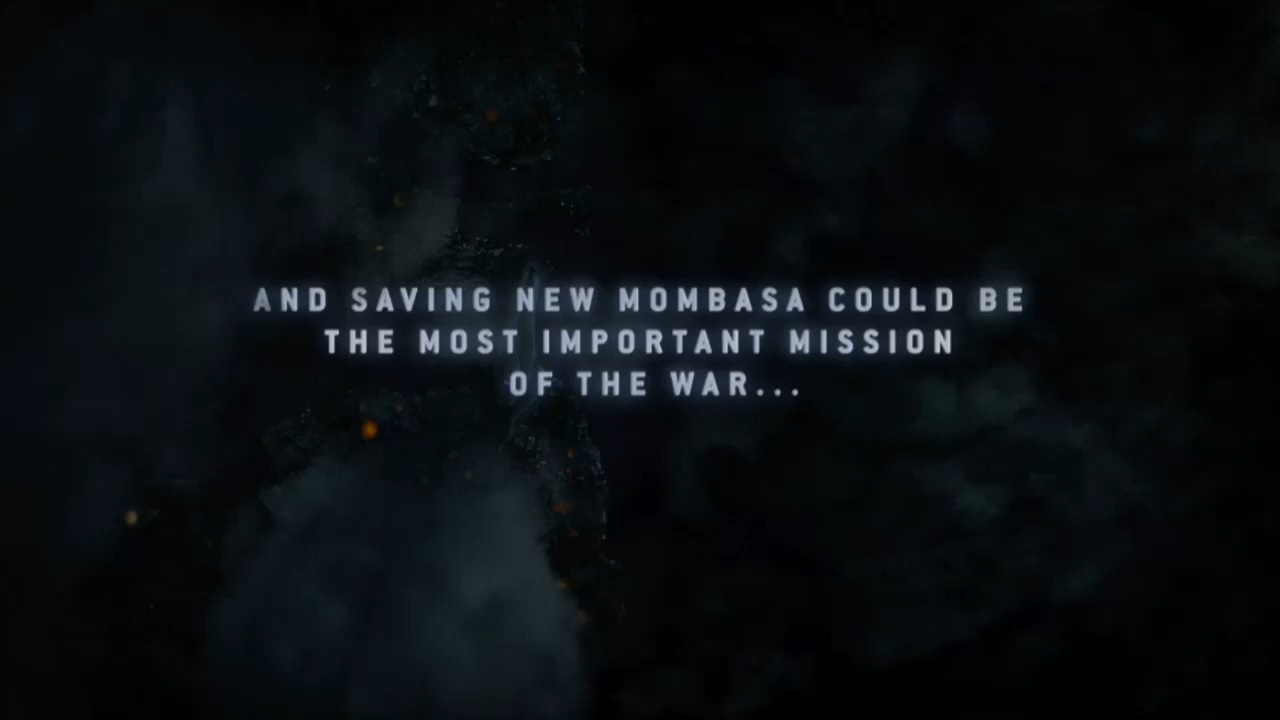 AND SAVING NEW MOMBASA COULD BE
THE MOST IMPORTANT MISSION
OF THE WAR...